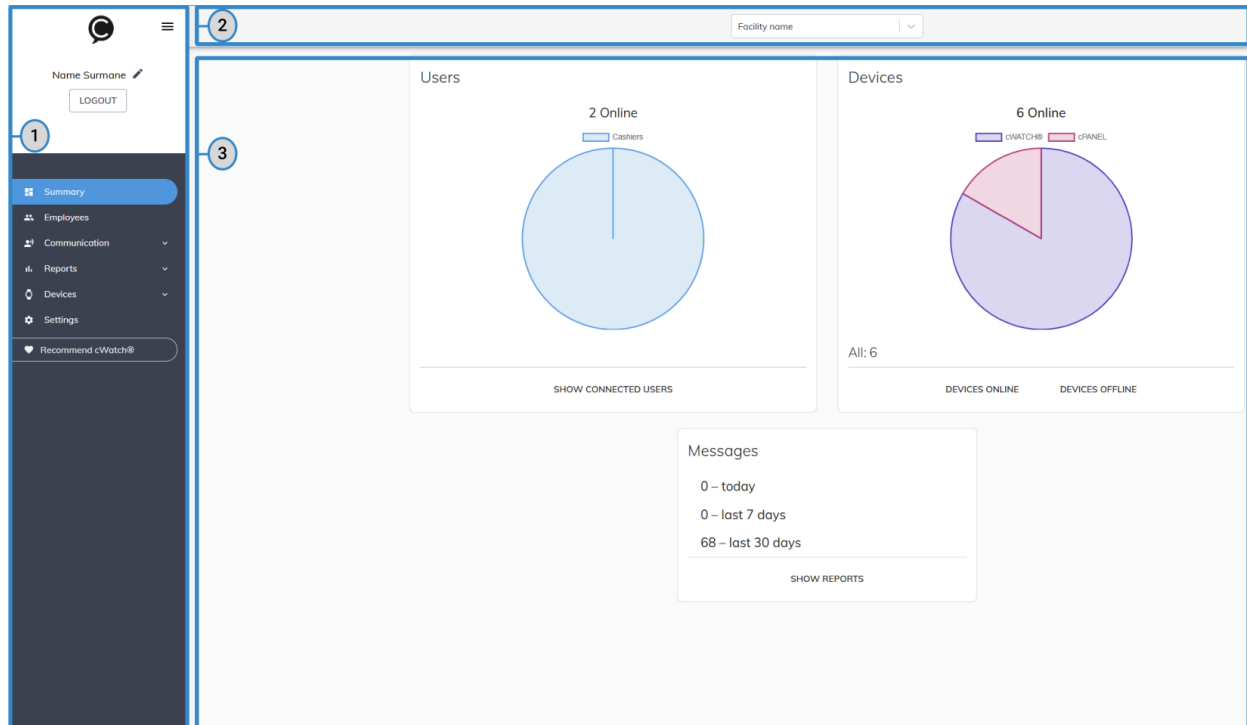 1
Name Surmane
LOGOUT
Summary
Employees
Communication
Reports
Devices
Settings
Recommend cWatch®
2
Facility name
3
Users
2 Online
Cashiers
SHOW CONNECTED USERS
Devices
6 Online
cWATCH® cPANEL
All: 6
DEVICES ONLINE DEVICES OFFLINE
Messages
0 – today
0 – last 7 days
68 – last 30 days
SHOW REPORTS